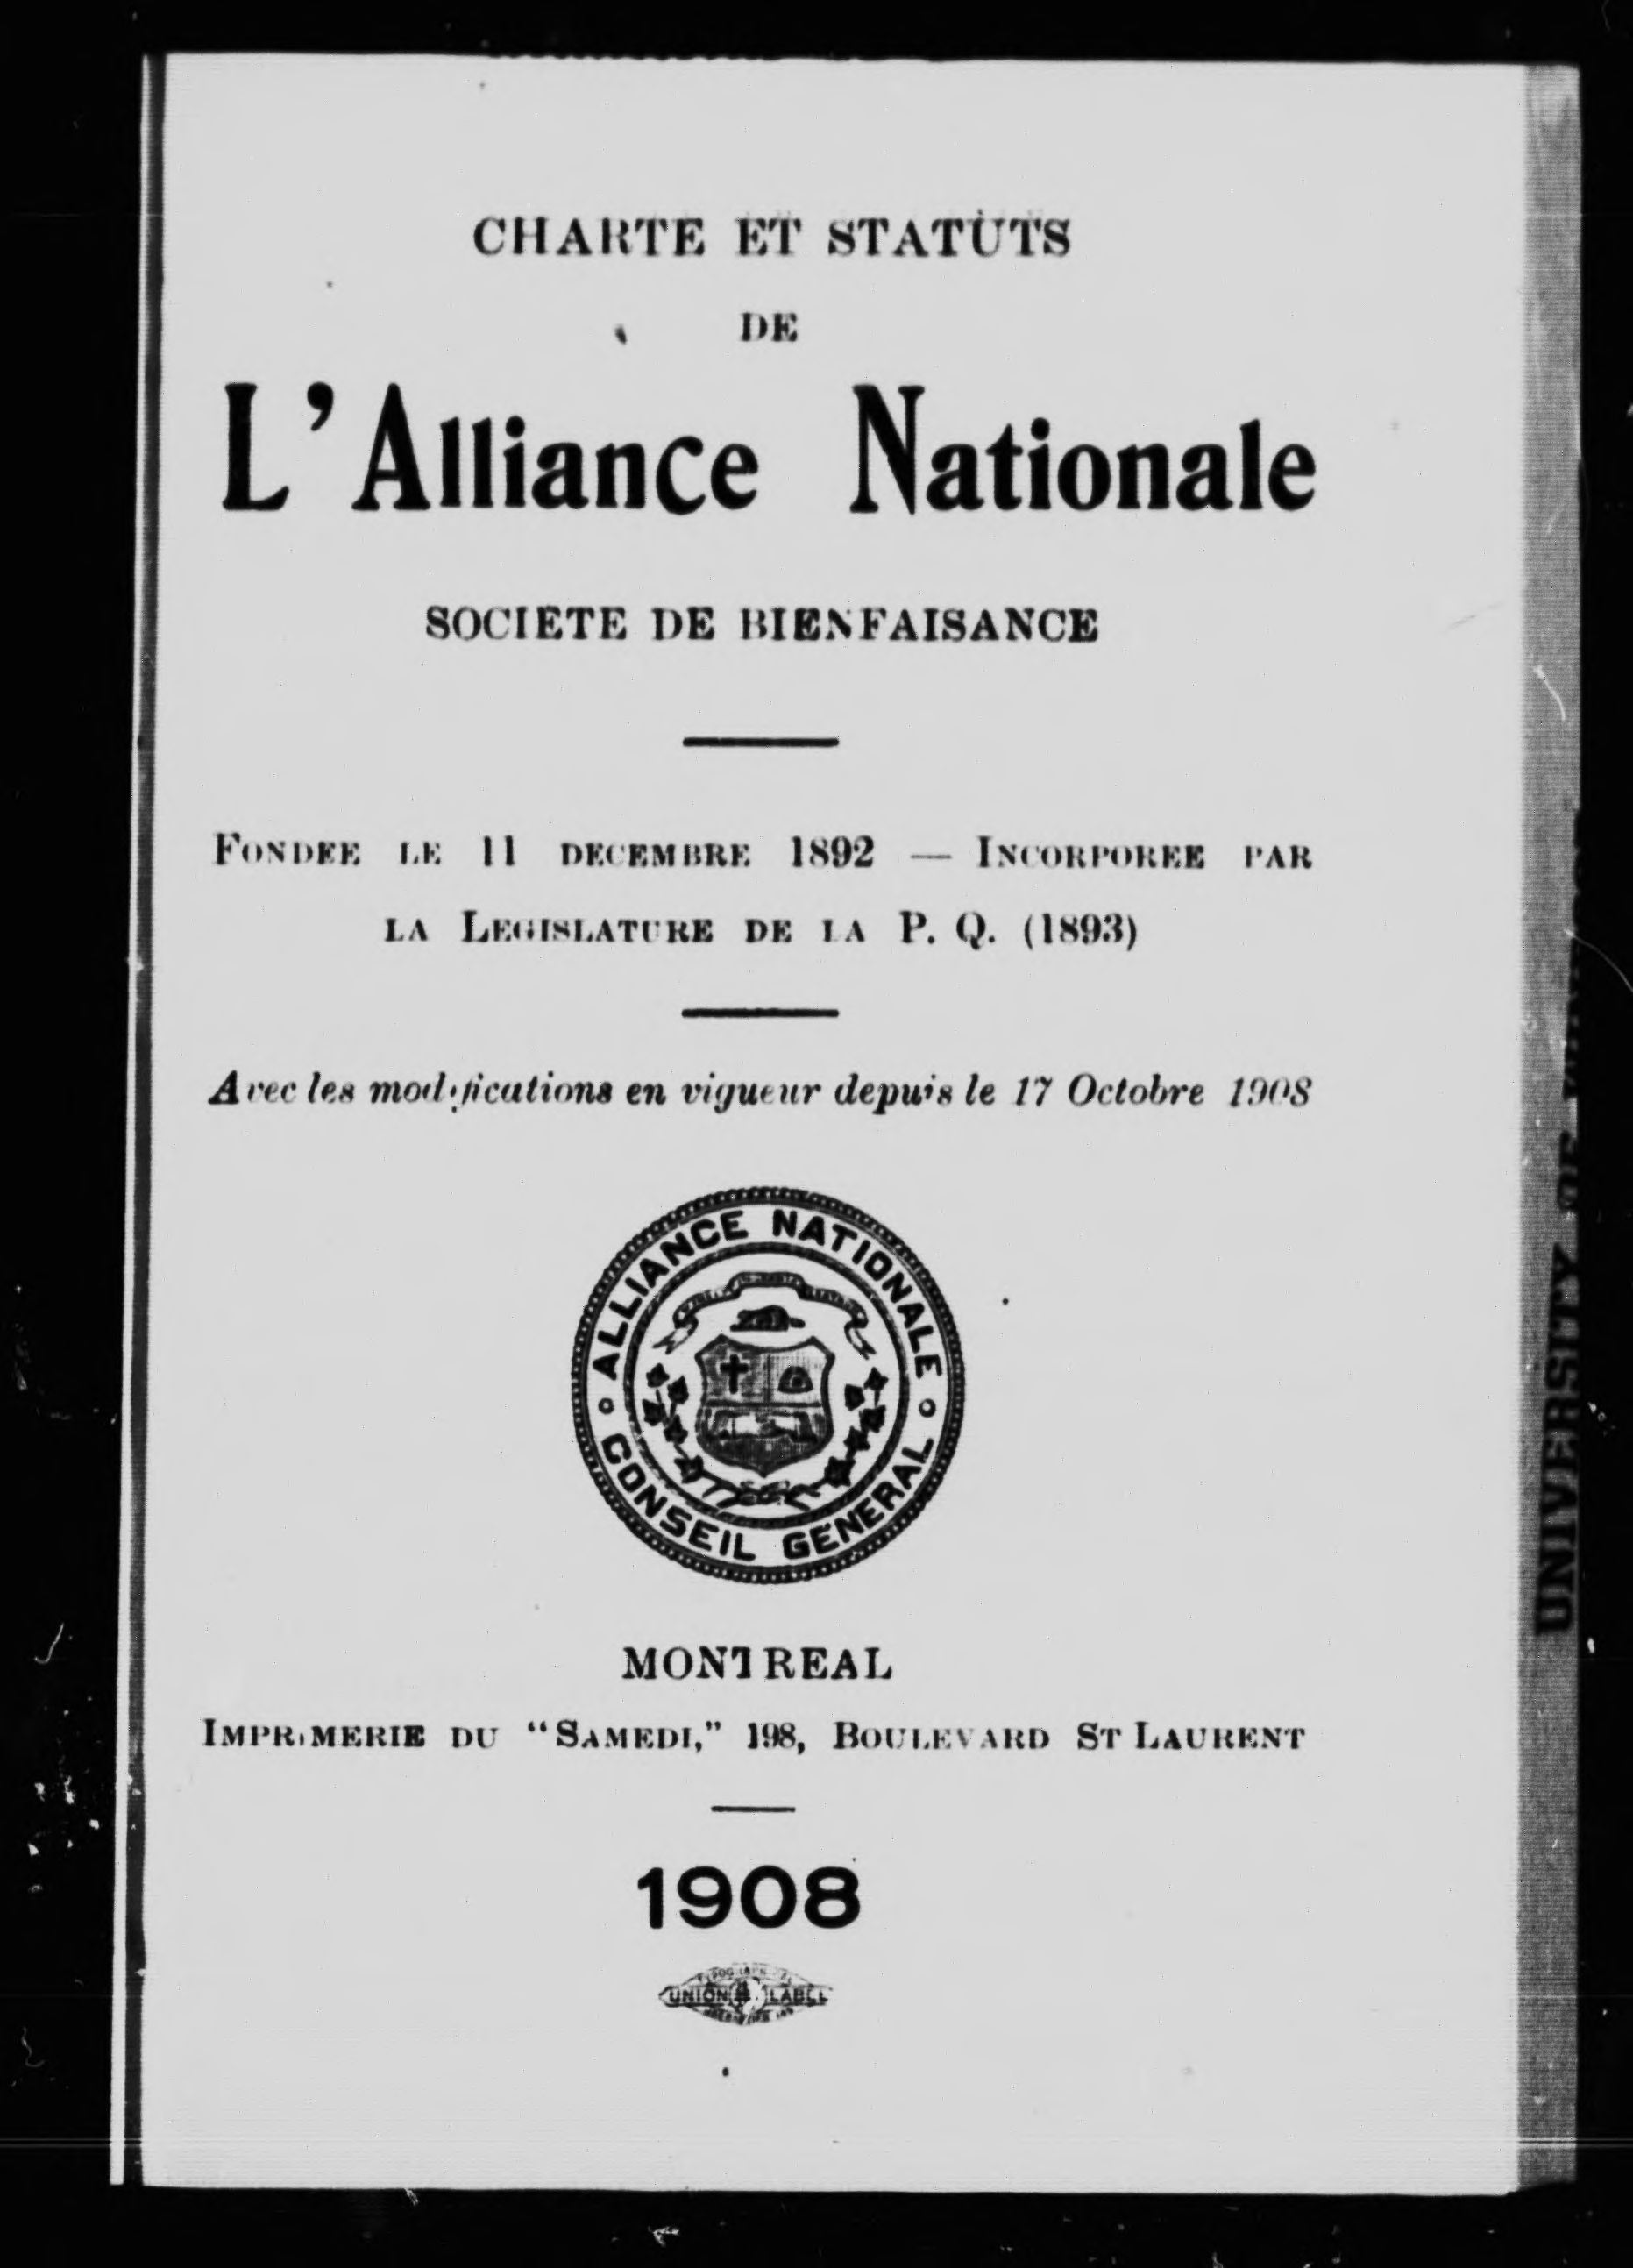 CHARTE ET STATUTS
DE
L'Alliance Nationale
SOCIETE DE BIENFAISANCE
FONDEE LE 11 DECEMBRE 1892 — INCORPOREE PAR
LA LEGISLATURE DE LA P. Q. (1893)
Avec les modifications en vigueur depuis le 17 Octobre 1908
ALLIANCE NATIONALE
CONSEIL GENERAL
MONTREAL
IMPRIMERIE DU “SAMEDI,” 198, BOULEVARD ST LAURENT
1908
UNION LABEL
UNIVERSITY